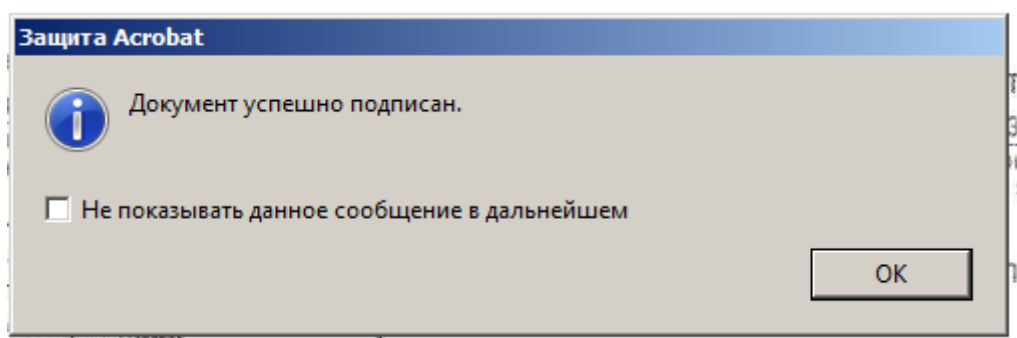 Защита Acrobat
Документ успешно подписан.
Не показывать данное сообщение в дальнейшем
OK